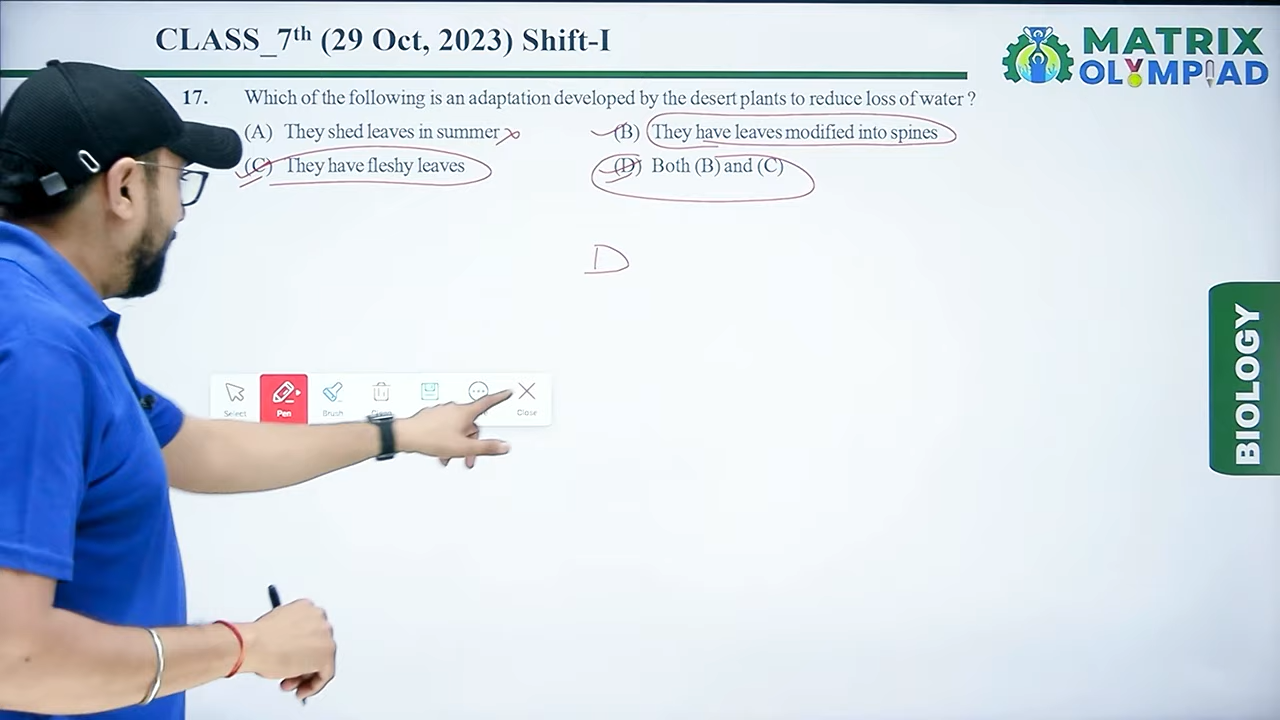 CLASS_7th (29 Oct, 2023) Shift-I
MATRIX
OLYMPIAD
17. Which of the following is an adaptation developed by the desert plants to reduce loss of water ?
(A) They shed leaves in summer (B) They have leaves modified into spines
(C) They have fleshy leaves (D) Both (B) and (C)
D
Select Pen Brush Close
BIOLOGY